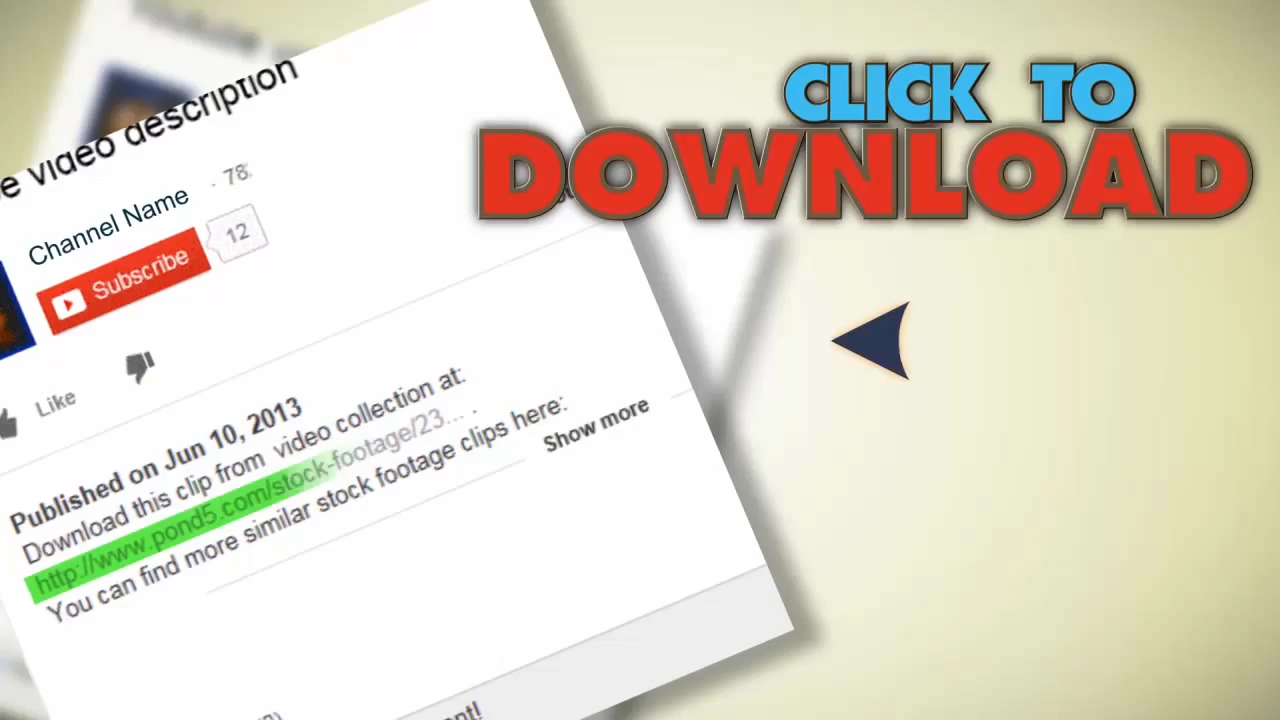 CLICK TO
DOWNLOAD
e video description
Channel Name
78
Subscribe
12
Like
Published on Jun 10, 2013
Download this clip from video collection at:
http://www.pond5.com/stock-footage/23... .
You can find more similar stock footage clips here:
Show more